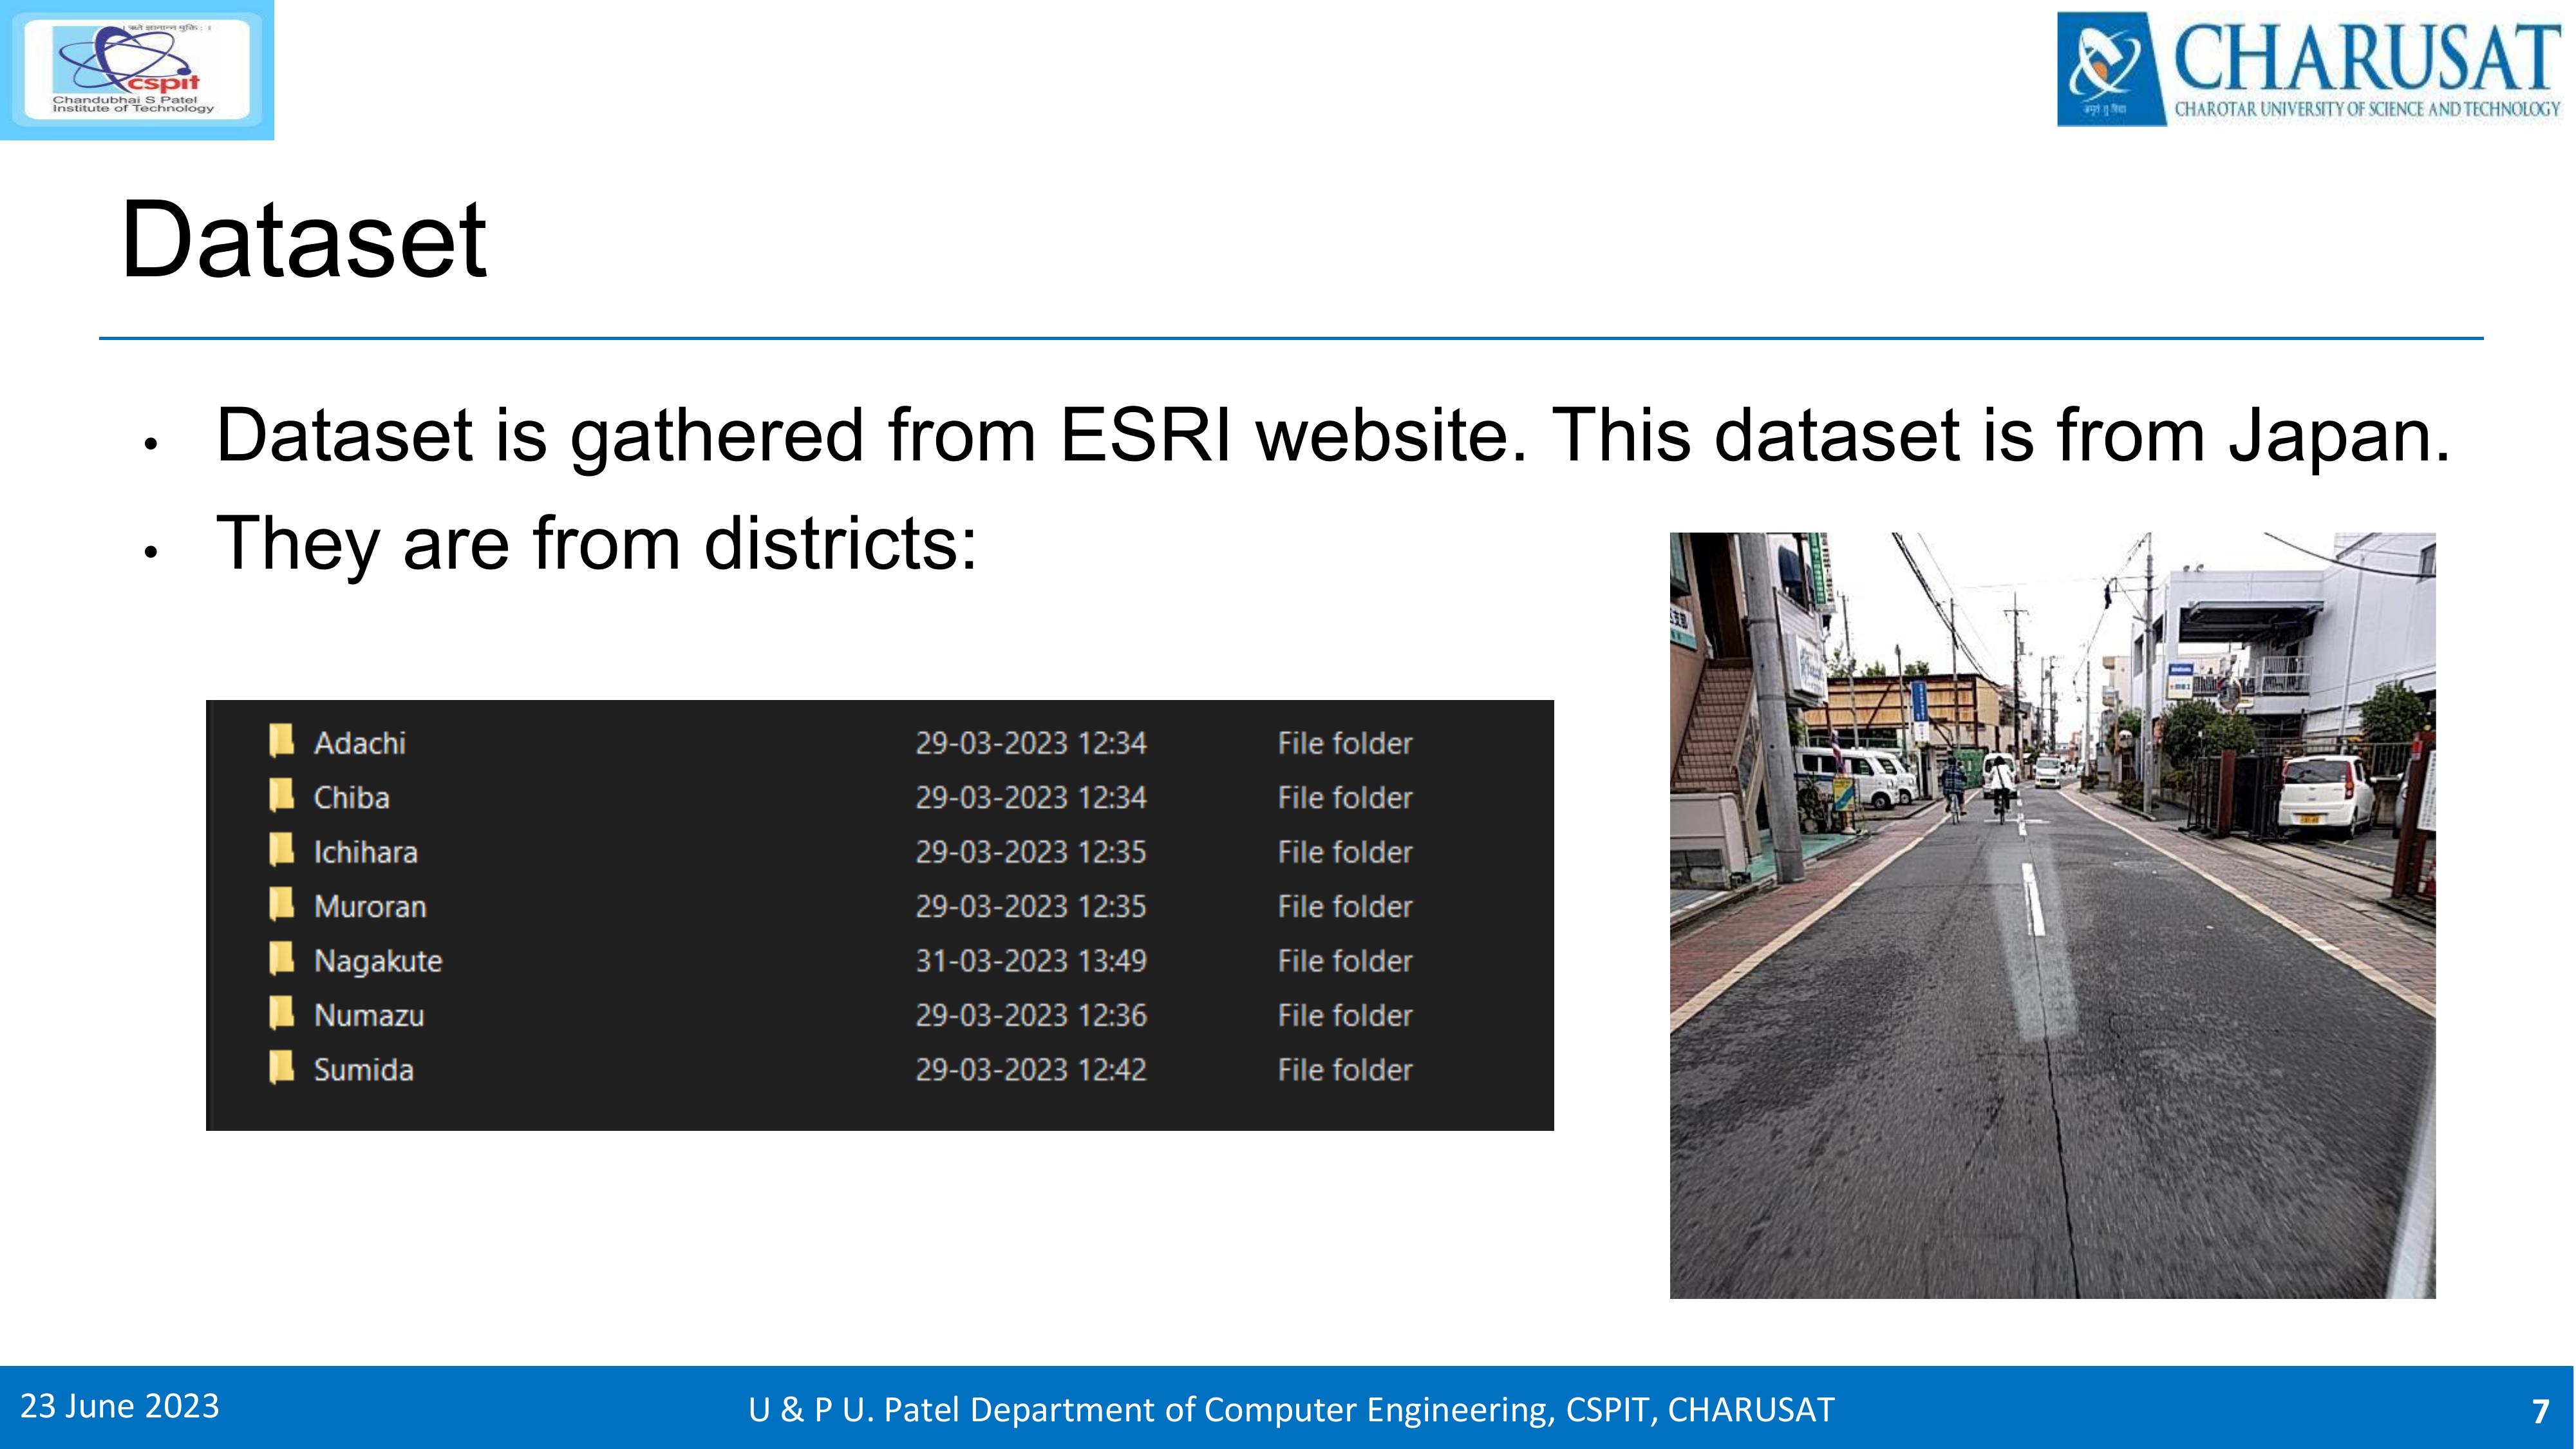 cspit
Chandubhai S Patel
Institute of Technology
CHARUSAT
CHAROTAR UNIVERSITY OF SCIENCE AND TECHNOLOGY
Dataset
• Dataset is gathered from ESRI website. This dataset is from Japan.
• They are from districts:
Adachi 29-03-2023 12:34 File folder
Chiba 29-03-2023 12:34 File folder
Ichihara 29-03-2023 12:35 File folder
Muroran 29-03-2023 12:35 File folder
Nagakute 31-03-2023 13:49 File folder
Numazu 29-03-2023 12:36 File folder
Sumida 29-03-2023 12:42 File folder
支部
23 June 2023
U & P U. Patel Department of Computer Engineering, CSPIT, CHARUSAT
7